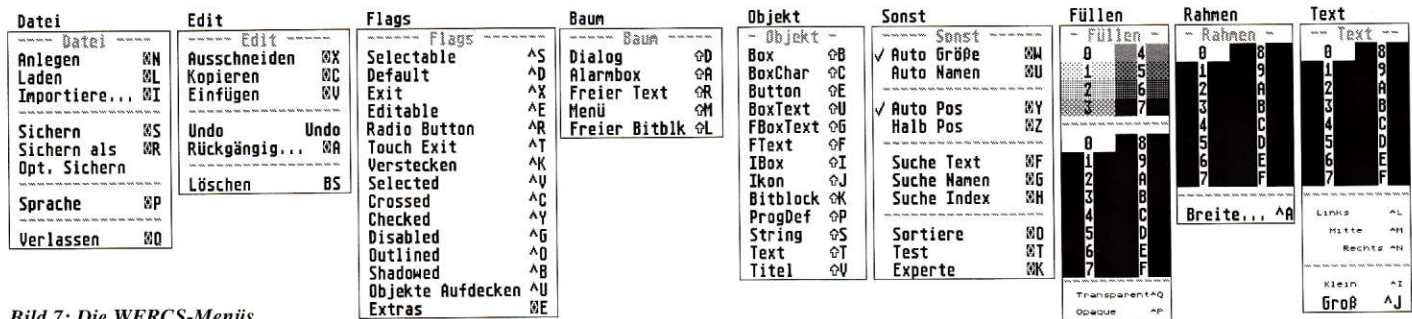 Datei
~~~~ Datei ~~~~
Anlegen ⌧N
Laden ⌧L
Importiere... ⌧I
Sichern ⌧S
Sichern als ⌧R
Opt. Sichern
Sprache ⌧P
Verlassen ⌧Q
Edit
~~~~~ Edit ~~~~~
Ausschneiden ⌧X
Kopieren ⌧C
Einfügen ⌧V
Undo Undo
Rückgängig... ⌧A
Löschen BS
Flags
~~~~~~ Flags ~~~~~~
Selectable ^S
Default ^D
Exit ^X
Editable ^E
Radio Button ^R
Touch Exit ^T
Verstecken ^K
Selected ^V
Crossed ^C
Checked ^Y
Disabled ^G
Outlined ^O
Shadowed ^B
Objekte Aufdecken ^U
Extras ⌧E
Baum
~~~~~ Baum ~~~~~
Dialog ⇧D
Alarmbox ⇧A
Freier Text ⇧R
Menü ⇧M
Freier Bitblk ⇧L
Objekt
~ Objekt ~
Box ⇧B
BoxChar ⇧C
Button ⇧E
BoxText ⇧U
FBoxText ⇧G
FText ⇧F
IBox ⇧I
Ikon ⇧J
Bitblock ⇧K
ProgDef ⇧P
String ⇧S
Text ⇧T
Titel ⇧V
Sonst
~~~~~ Sonst ~~~~~
✓ Auto Größe ⌧W
Auto Namen ⌧U
✓ Auto Pos ⌧Y
Halb Pos ⌧Z
Suche Text ⌧F
Suche Namen ⌧G
Suche Index ⌧H
Sortiere ⌧O
Test ⌧T
Experte ⌧K
Füllen
~ Füllen ~
0 4
1 5
2 6
3 7
0 8
1 9
2 A
3 B
4 C
5 D
6 E
7 F
Transparent^Q
Opaque ^P
Rahmen
~ Rahmen ~
0 8
1 9
2 A
3 B
4 C
5 D
6 E
7 F
Breite... ^A
Text
~~ Text ~~
0 8
1 9
2 A
3 B
4 C
5 D
6 E
7 F
Links ^L
Mitte ^M
Rechts ^N
Klein ^I
Groß ^J
Bild 7: Die WERCS-Menüs